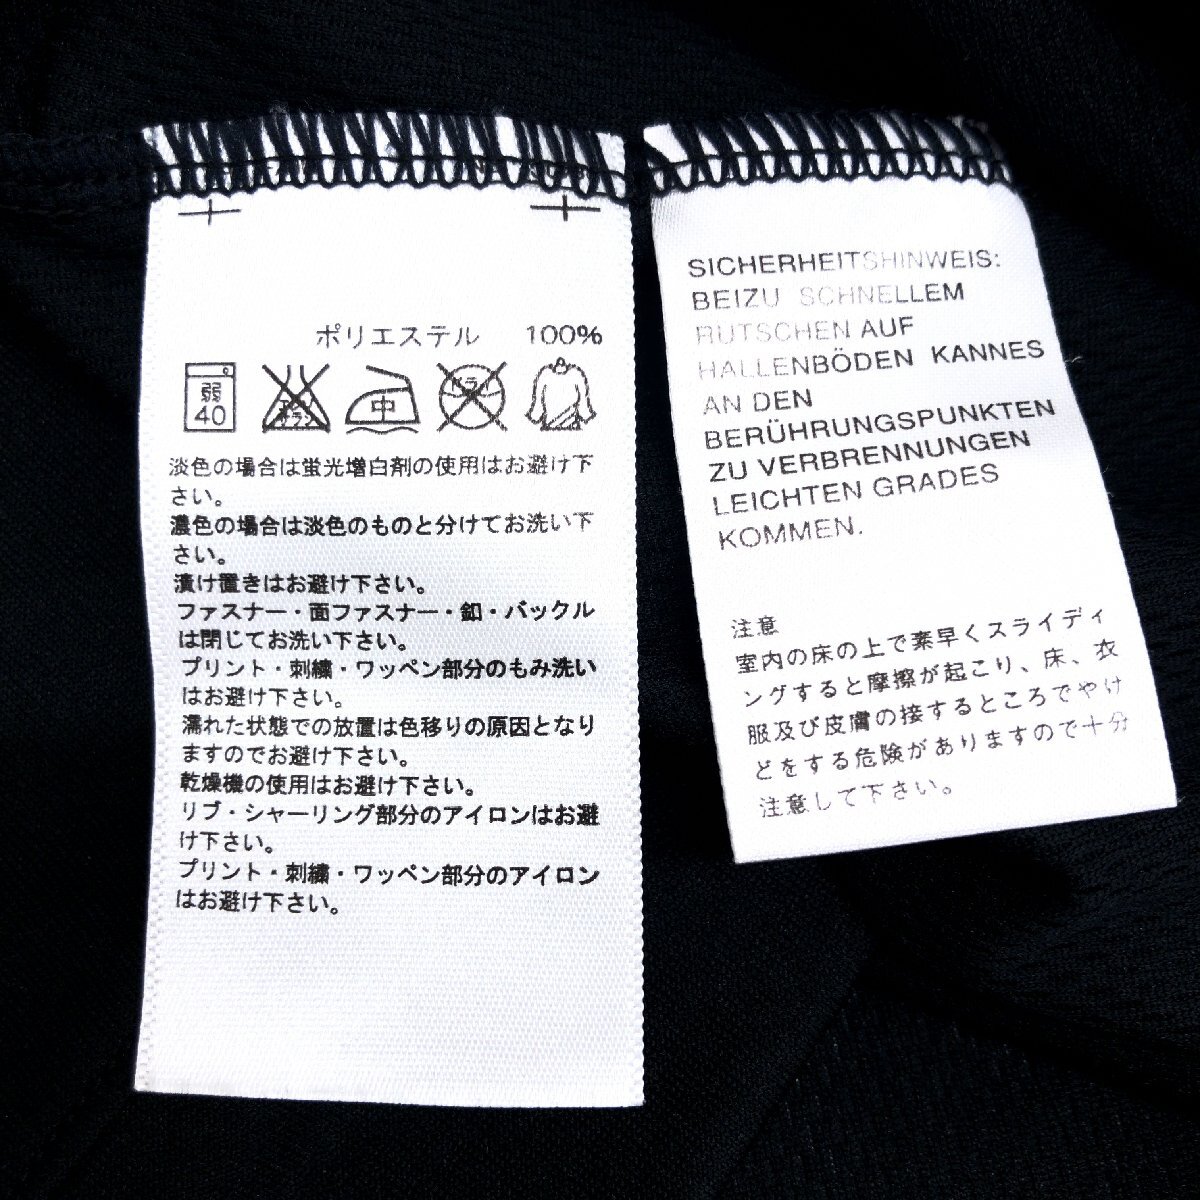 ポリエステル 100%
弱
40
エンソ
サラシ
中
ドライ
淡色の場合は蛍光増白剤の使用はお避け下
さい。
濃色の場合は淡色のものと分けてお洗い下
さい。
漬け置きはお避け下さい。
ファスナー・面ファスナー・釦・バックル
は閉じてお洗い下さい。
プリント・刺繍・ワッペン部分のもみ洗い
はお避け下さい。
濡れた状態での放置は色移りの原因となり
ますのでお避け下さい。
乾燥機の使用はお避け下さい。
リブ・シャーリング部分のアイロンはお避
け下さい。
プリント・刺繍・ワッペン部分のアイロン
はお避け下さい。
SICHERHEITSHINWEIS:
BEIZU SCHNELLEM
RUTSCHEN AUF
HALLENBÖDEN KANNES
AN DEN
BERÜHRUNGSPUNKTEN
ZU VERBRENNUNGEN
LEICHTEN GRADES
KOMMEN.
注意
室内の床の上で素早くスライディ
ングすると摩擦が起こり、床、衣
服及び皮膚の接するところでやけ
どをする危険がありますので十分
注意して下さい。